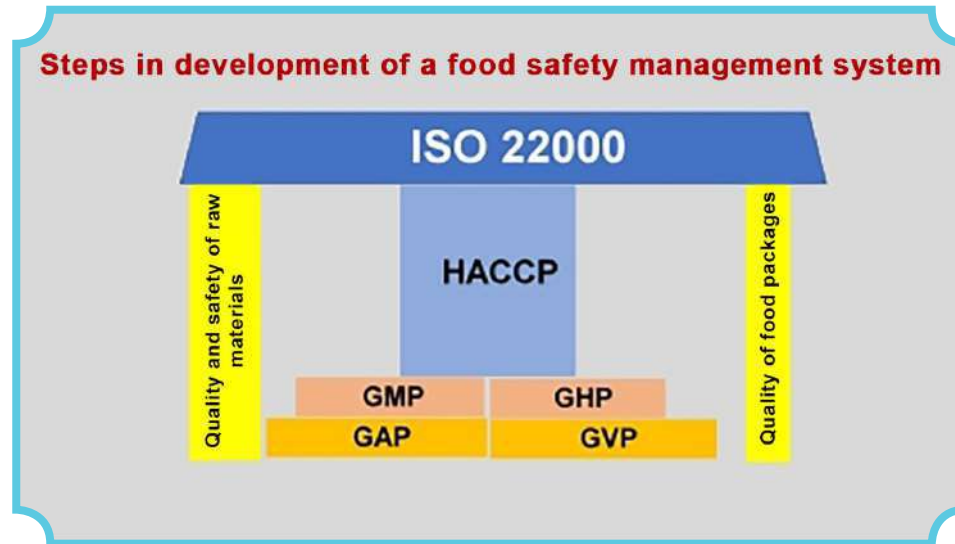 Steps in development of a food safety management system
ISO 22000
Quality and safety of raw
materials
HACCP
Quality of food packages
GMP
GHP
GAP
GVP